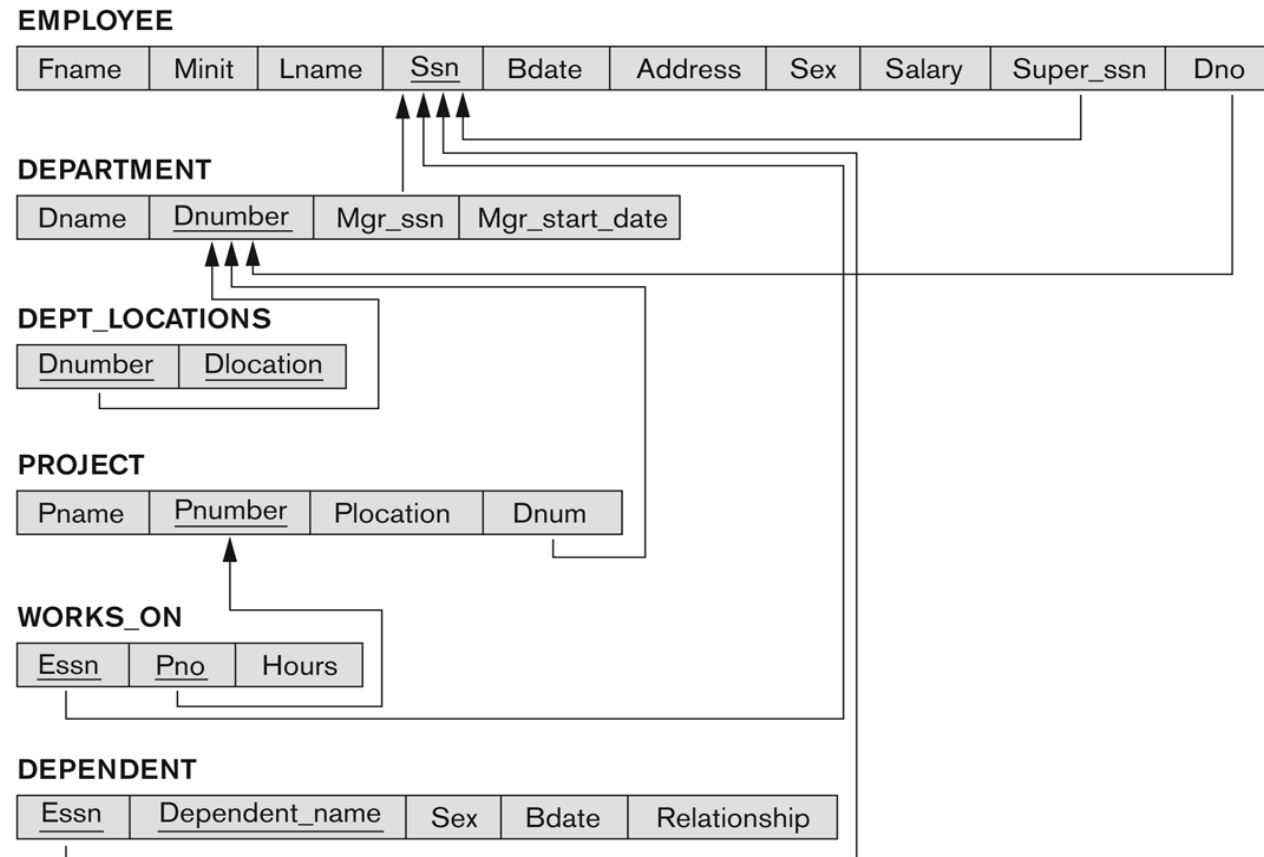 EMPLOYEE
Fname Minit Lname Ssn Bdate Address Sex Salary Super_ssn Dno
DEPARTMENT
Dname Dnumber Mgr_ssn Mgr_start_date
DEPT_LOCATIONS
Dnumber Dlocation
PROJECT
Pname Pnumber Plocation Dnum
WORKS_ON
Essn Pno Hours
DEPENDENT
Essn Dependent_name Sex Bdate Relationship